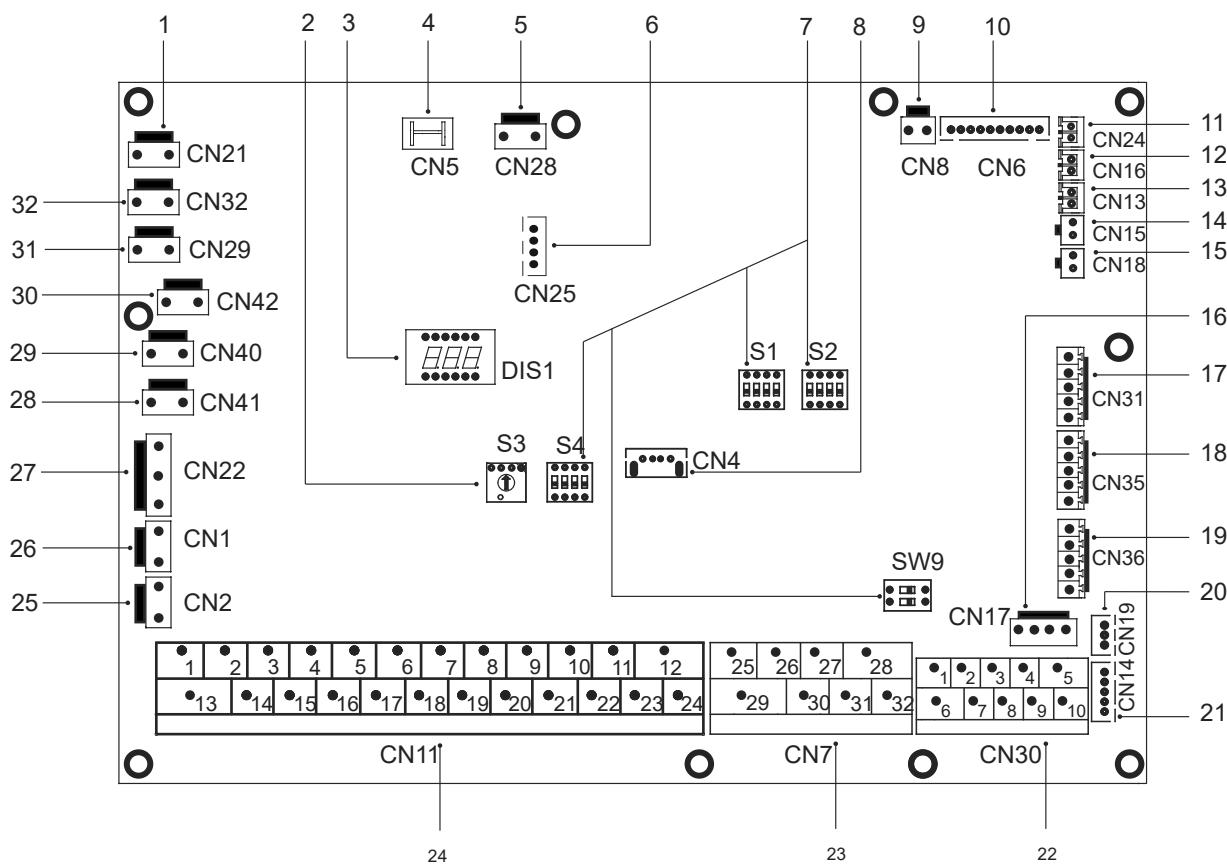 1 2 3 4 5 6 7 8 9 10
CN21
CN5
CN28
CN8
CN6
CN24 11
CN16 12
CN13 13
CN15 14
CN18 15
32 CN32
31 CN29
CN25
30 CN42
29 CN40
28 CN41
DIS1
S1 S2
16
CN31 17
27 CN22
S3 S4
CN4
CN35 18
26 CN1
CN36 19
25 CN2
SW9
CN17
CN19 20
1 2 3 4 5 6 7 8 9 10 11 12
13 14 15 16 17 18 19 20 21 22 23 24
CN11
25 26 27 28
29 30 31 32
CN7
1 2 3 4 5
6 7 8 9 10
CN30
CN14 21
24 23 22